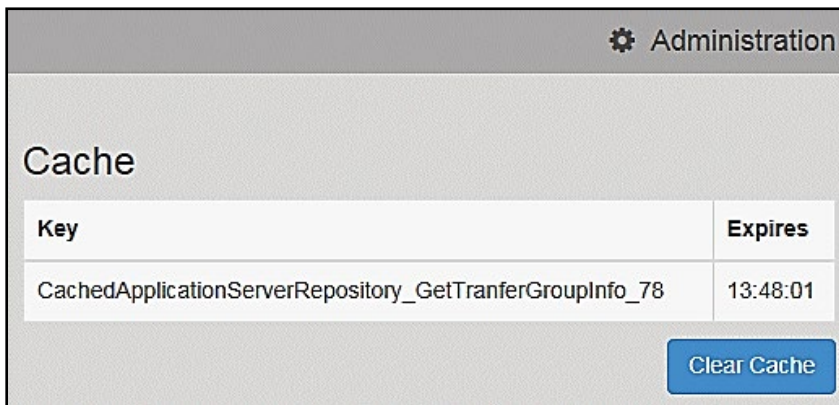 Administration
Cache
Key Expires
CachedApplicationServerRepository_GetTranferGroupInfo_78 13:48:01
Clear Cache